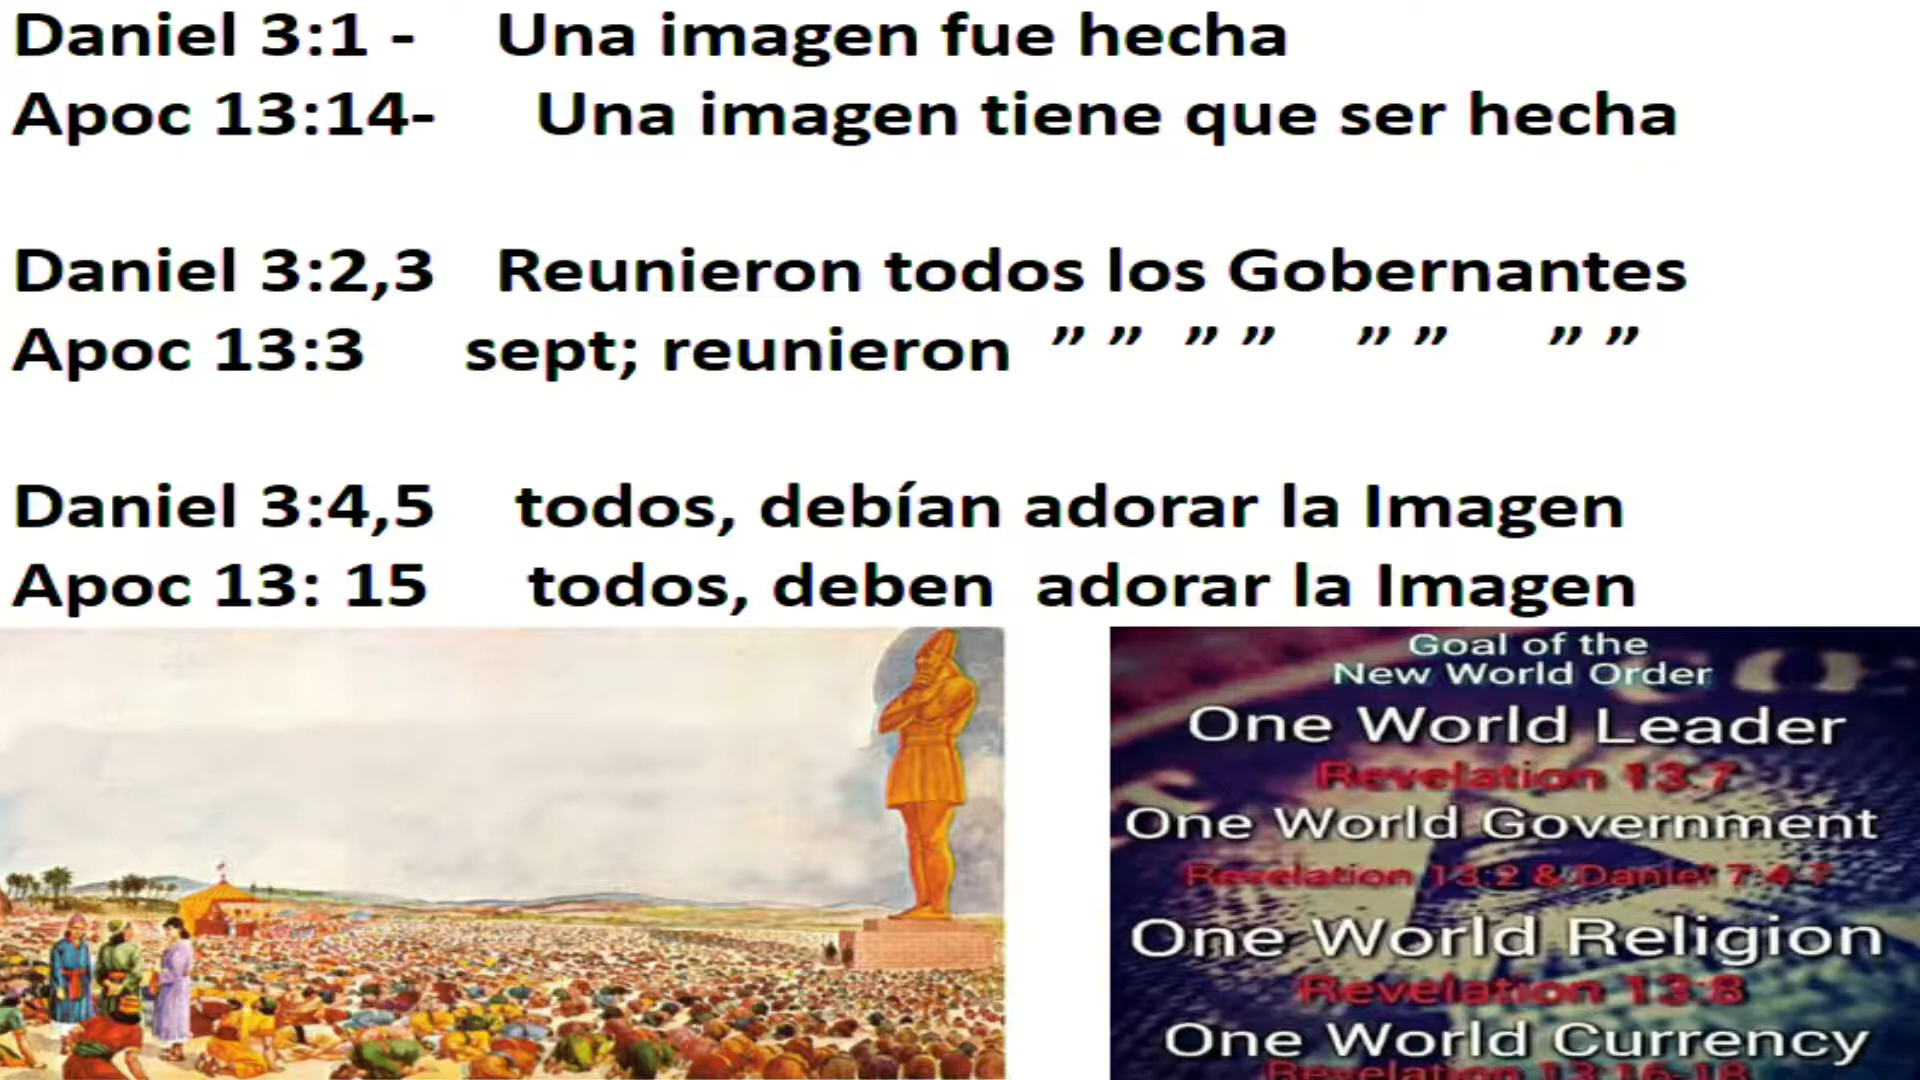 Daniel 3:1 - Una imagen fue hecha
Apoc 13:14- Una imagen tiene que ser hecha
Daniel 3:2,3 Reunieron todos los Gobernantes
Apoc 13:3 sept; reunieron ” ” ” ” ” ” ” ”
Daniel 3:4,5 todos, debían adorar la Imagen
Apoc 13: 15 todos, deben adorar la Imagen
Goal of the
New World Order
One World Leader
Revelation 13:7
One World Government
Revelation 13:2 & Daniel 7:4-7
One World Religion
Revelation 13:8
One World Currency
Revelation 13:16-18